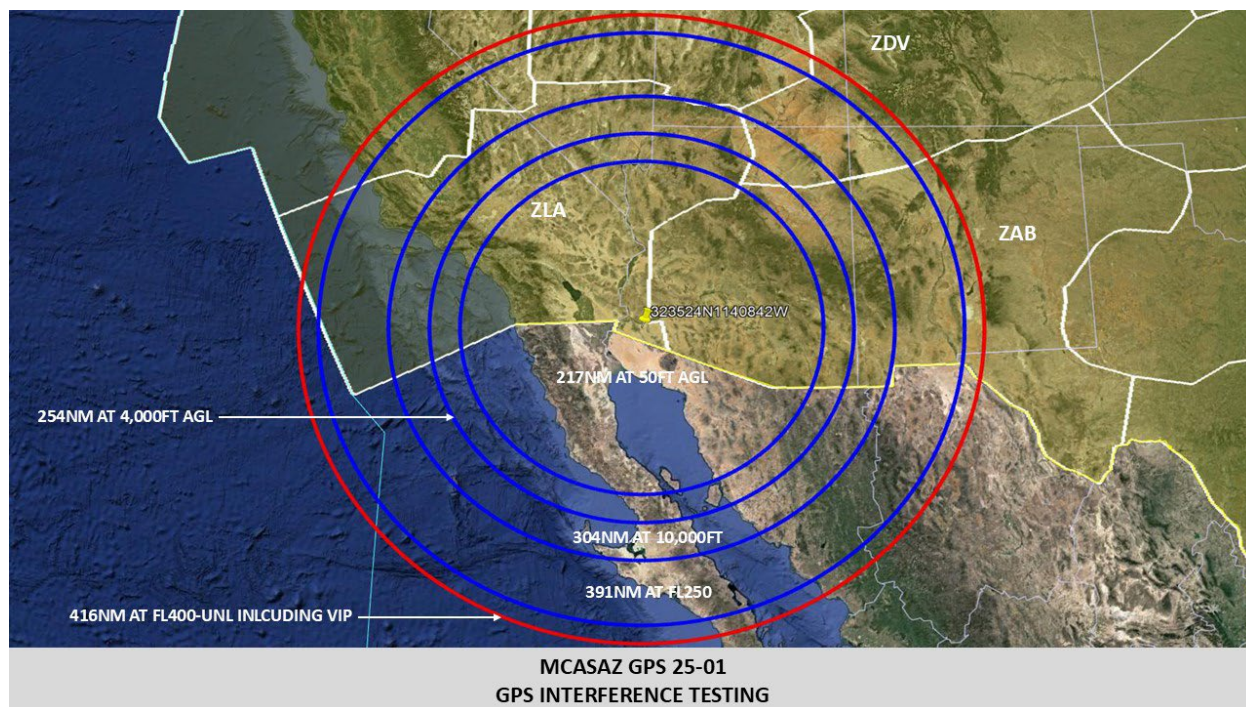 ZDV
ZLA
ZAB
323524N1140842W
217NM AT 50FT AGL
254NM AT 4,000FT AGL
304NM AT 10,000FT
391NM AT FL250
416NM AT FL400-UNL INLCUDING VIP
MCASAZ GPS 25-01
GPS INTERFERENCE TESTING